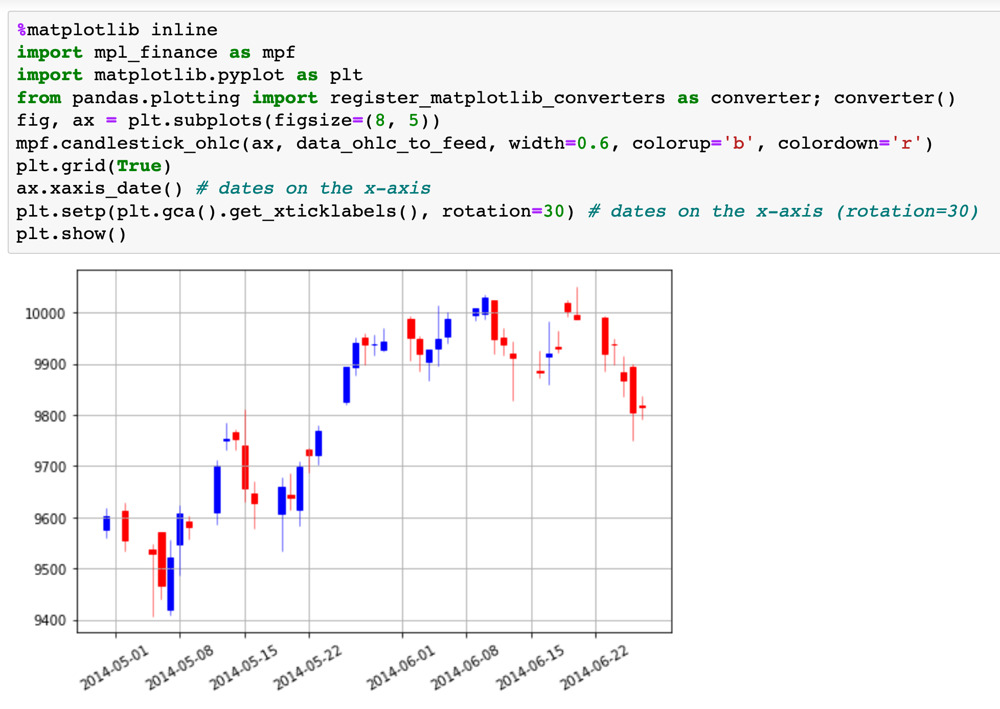 %matplotlib inline
import mpl_finance as mpf
import matplotlib.pyplot as plt
from pandas.plotting import register_matplotlib_converters as converter; converter()
fig, ax = plt.subplots(figsize=(8, 5))
mpf.candlestick_ohlc(ax, data_ohlc_to_feed, width=0.6, colorup='b', colordown='r')
plt.grid(True)
ax.xaxis_date() # dates on the x-axis
plt.setp(plt.gca().get_xticklabels(), rotation=30) # dates on the x-axis (rotation=30)
plt.show()
10000
9900
9800
9700
9600
9500
9400
2014-05-01
2014-05-08
2014-05-15
2014-05-22
2014-06-01
2014-06-08
2014-06-15
2014-06-22